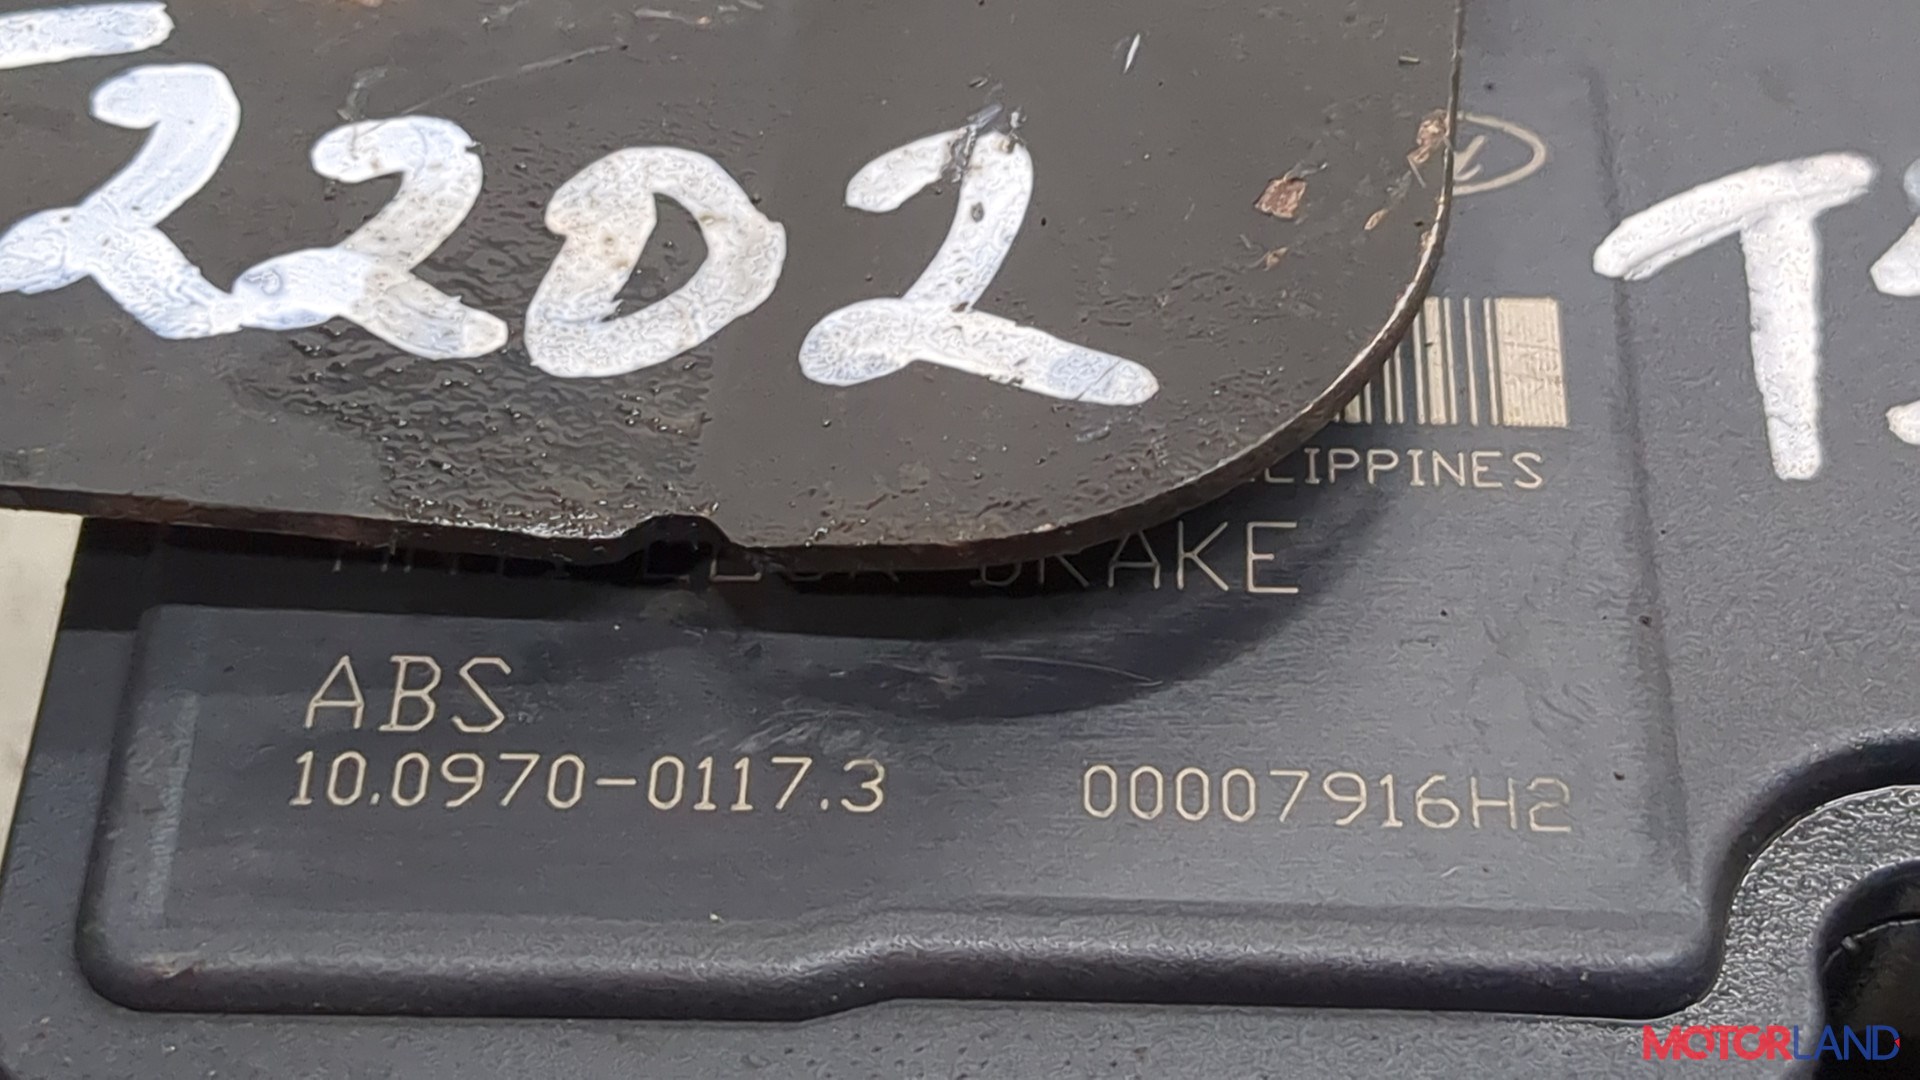 2202
T
LIPPINES
BRAKE
ABS
10.0970-0117.3
00007916H2
MOTORLAND